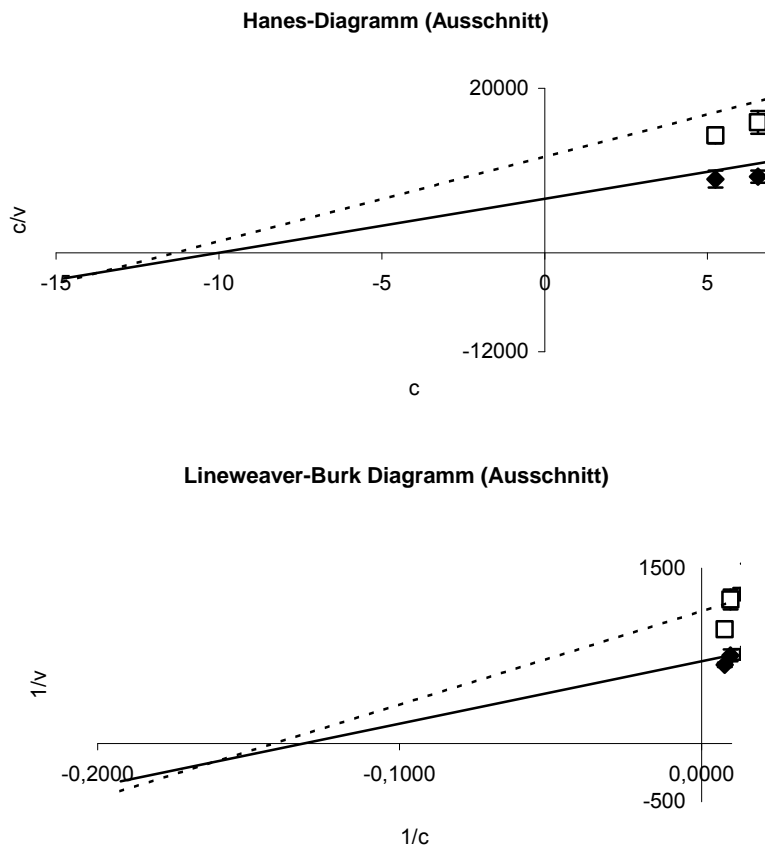 Hanes-Diagramm (Ausschnitt)
20000
c/v
-15 -10 -5 0 5
-12000
c
Lineweaver-Burk Diagramm (Ausschnitt)
1500
1/v
-0,2000 -0,1000 0,0000
-500
1/c